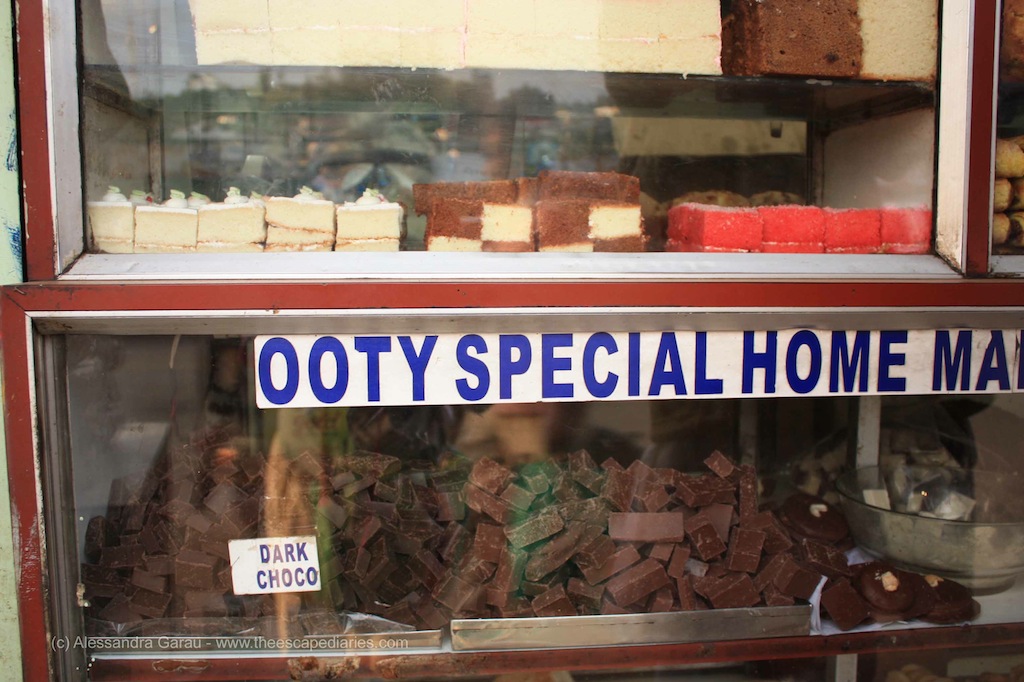 OOTY SPECIAL HOME MA
DARK
CHOCO
(c) Alessandra Garau - www.theescapediaries.com